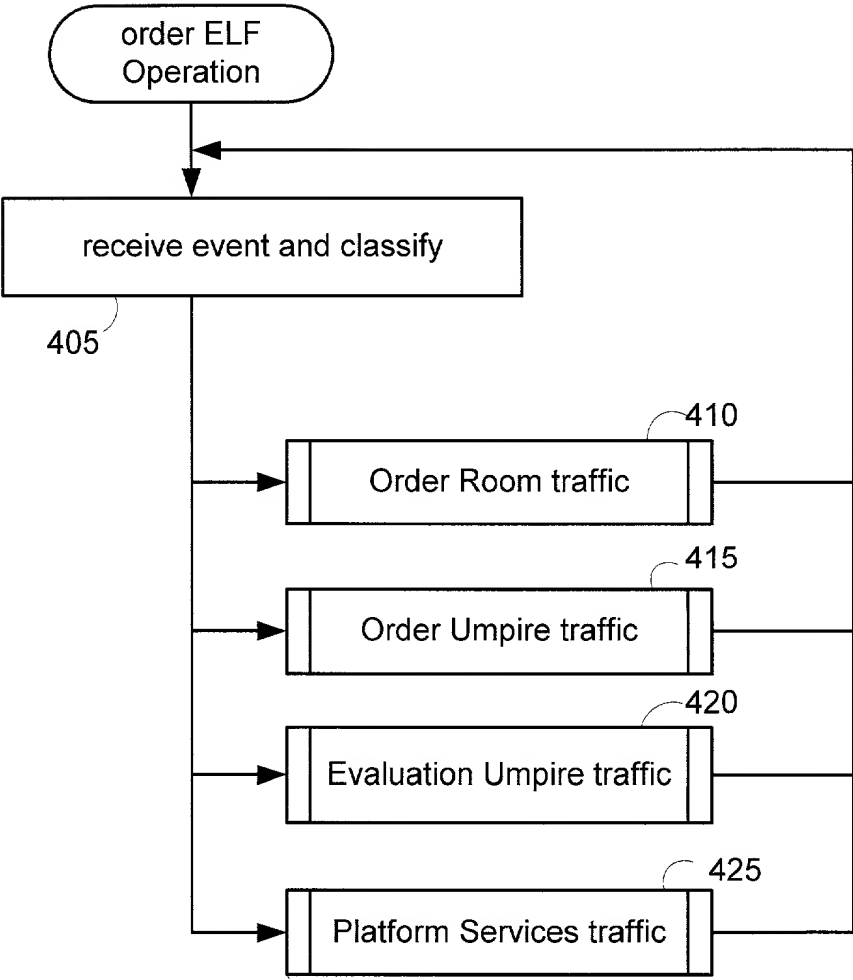 order ELF
Operation
receive event and classify
405
410
Order Room traffic
415
Order Umpire traffic
420
Evaluation Umpire traffic
425
Platform Services traffic